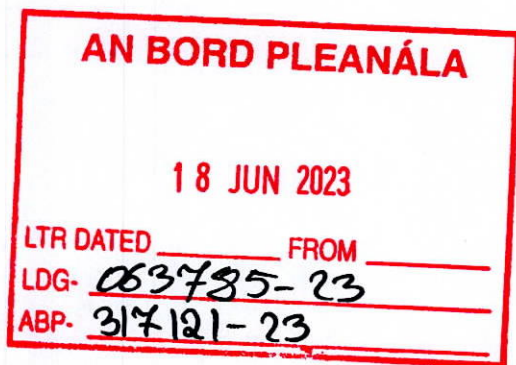 AN BORD PLEANÁLA
18 JUN 2023
LTR DATED FROM
LDG- 063785-23
ABP- 317121-23